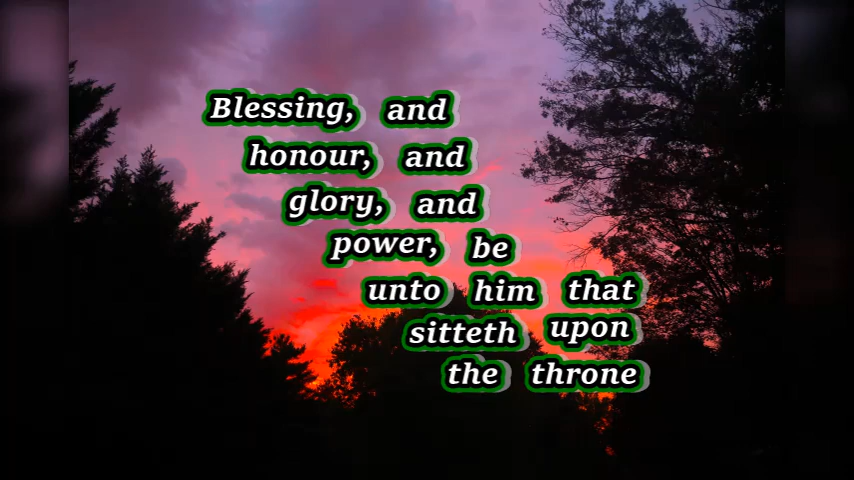 Blessing, and
honour, and
glory, and
power, be
unto him that
sitteth upon
the throne